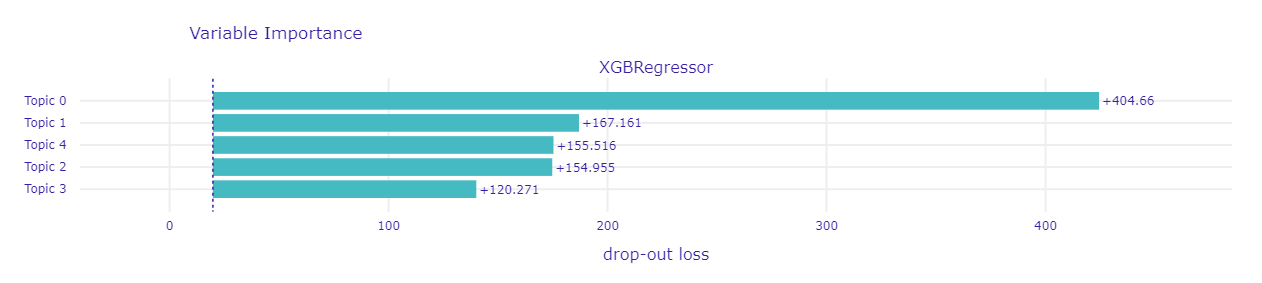 Variable Importance
XGBRegressor
Topic 0 +404.66
Topic 1 +167.161
Topic 4 +155.516
Topic 2 +154.955
Topic 3 +120.271
0 100 200 300 400
drop-out loss